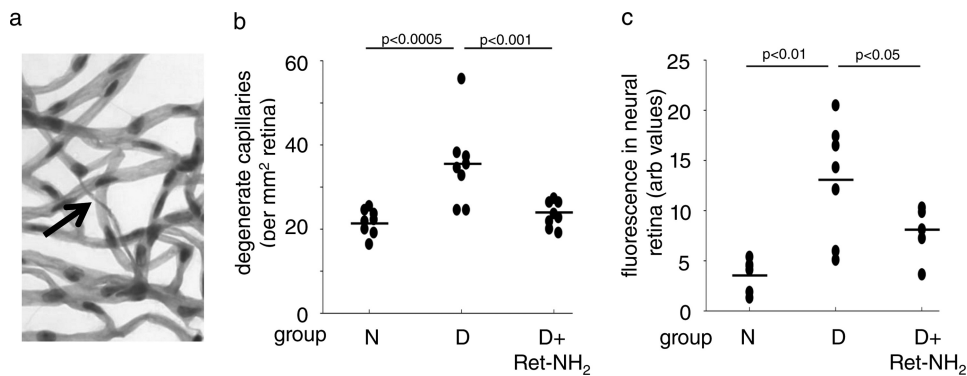 a
b
c
p<0.0005
p<0.001
60
40
20
0
degenerate capillaries
(ber mm² retina)
group
N
D
D+
Ret-NH₂
p<0.01
p<0.05
25
20
15
10
5
0
fluorescence in neural
retina (arb values)
group
N
D
D+
Ret-NH₂